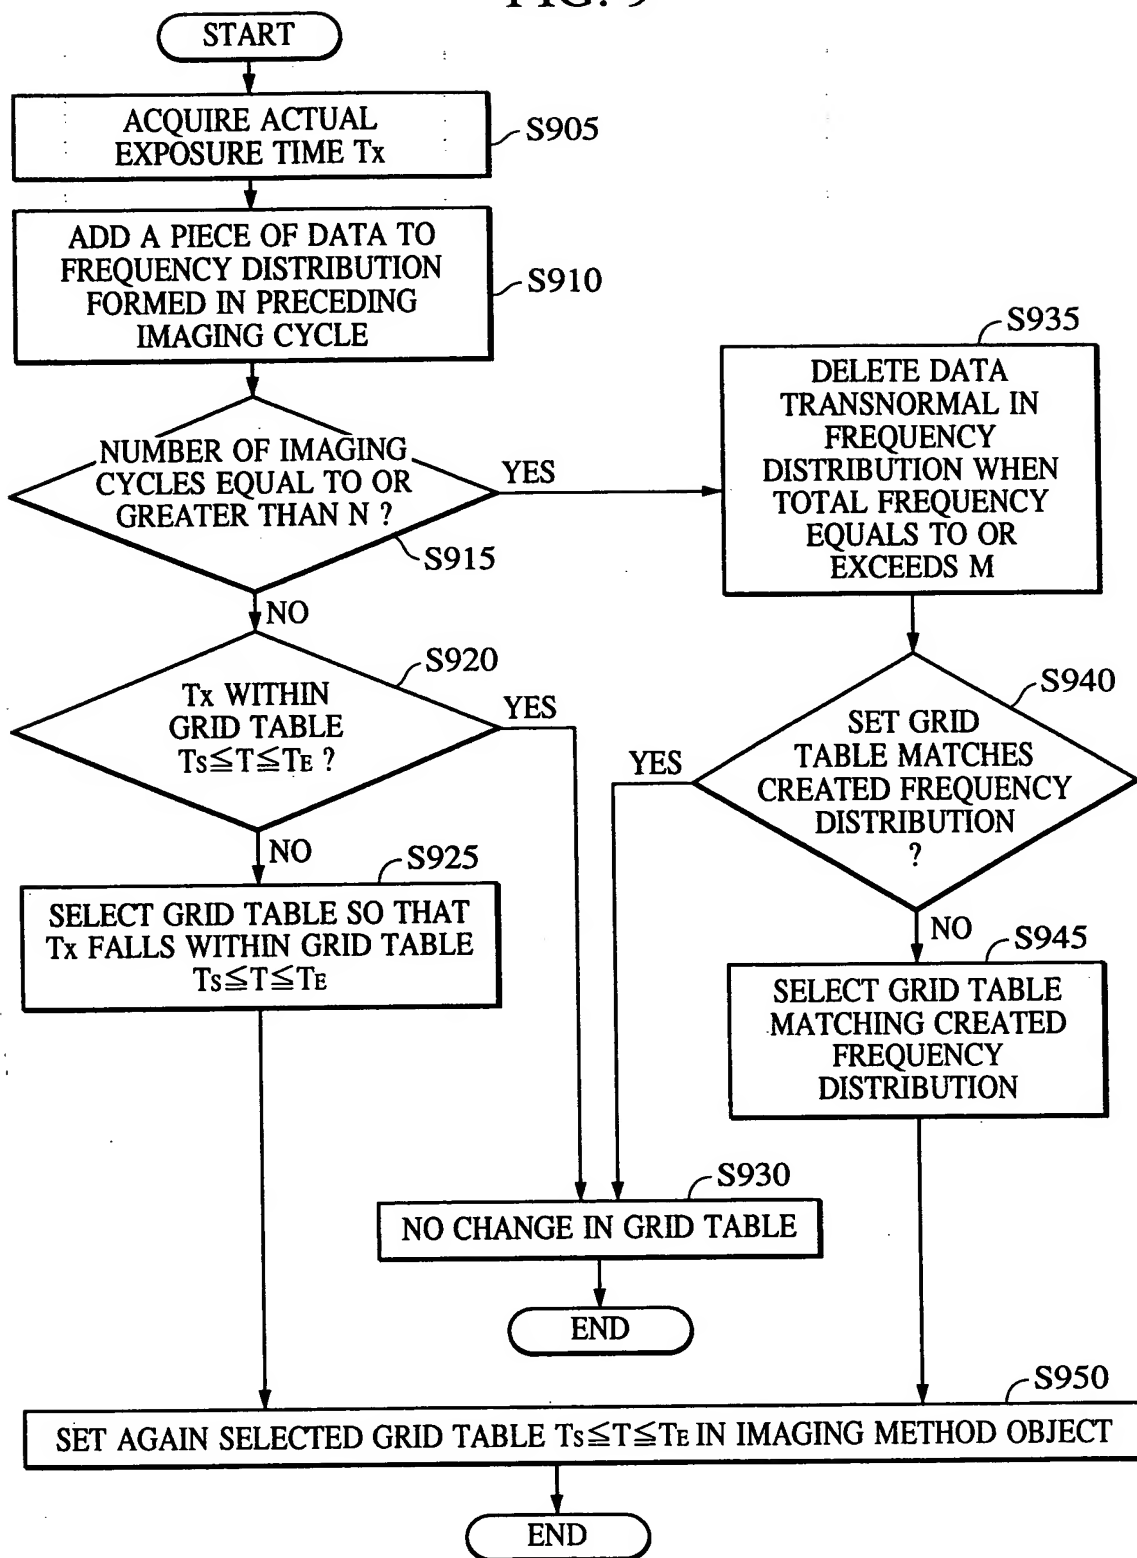 FIG. 9
START
ACQUIRE ACTUAL
EXPOSURE TIME Tx
S905
ADD A PIECE OF DATA TO
FREQUENCY DISTRIBUTION
FORMED IN PRECEDING
IMAGING CYCLE
S910
NUMBER OF IMAGING
CYCLES EQUAL TO OR
GREATER THAN N ?
YES
S915
NO
S935
DELETE DATA
TRANSNORMAL IN
FREQUENCY
DISTRIBUTION WHEN
TOTAL FREQUENCY
EQUALS TO OR
EXCEEDS M
S920
Tx WITHIN
GRID TABLE
Ts≦T≦TE ?
YES
NO
S940
SET GRID
TABLE MATCHES
CREATED FREQUENCY
DISTRIBUTION
?
YES
NO
S925
SELECT GRID TABLE SO THAT
Tx FALLS WITHIN GRID TABLE
Ts≦T≦TE
S945
SELECT GRID TABLE
MATCHING CREATED
FREQUENCY
DISTRIBUTION
S930
NO CHANGE IN GRID TABLE
END
S950
SET AGAIN SELECTED GRID TABLE Ts≦T≦TE IN IMAGING METHOD OBJECT
END